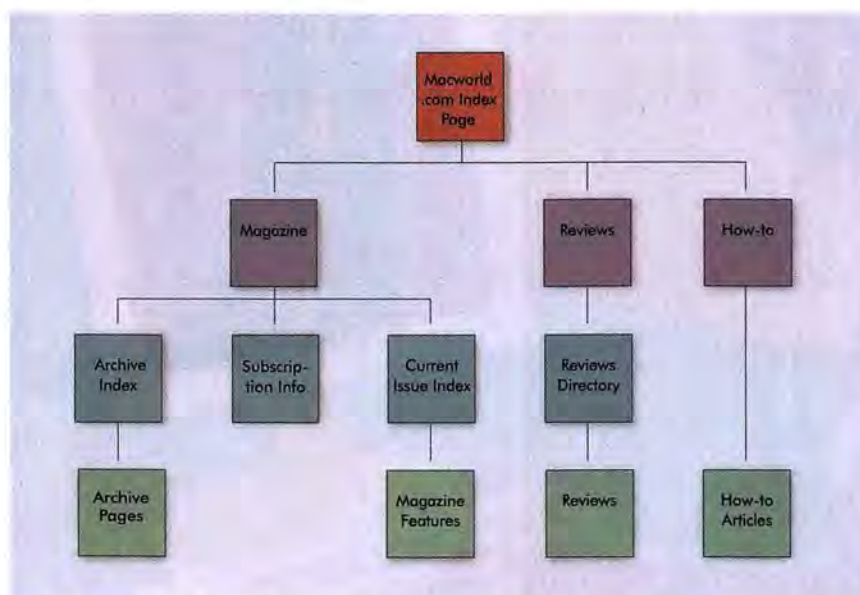 Macworld
.com Index
Page
Magazine
Reviews
How-to
Archive
Index
Subscrip-
tion Info
Current
Issue Index
Reviews
Directory
Archive
Pages
Magazine
Features
Reviews
How-to
Articles